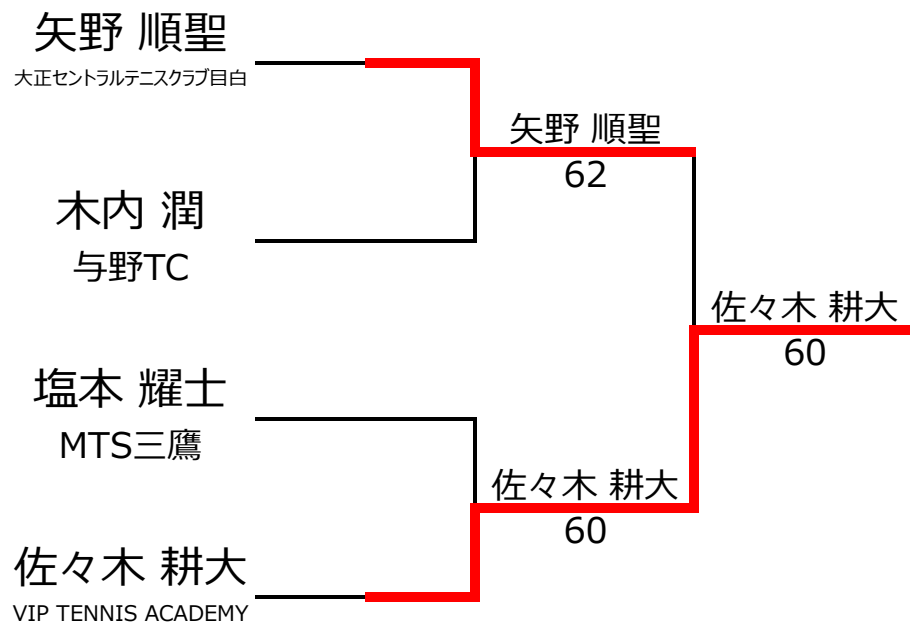 矢野 順聖
大正セントラルテニスクラブ目白
矢野 順聖
62
木内 潤
与野TC
佐々木 耕大
60
塩本 耀士
MTS三鷹
佐々木 耕大
60
佐々木 耕大
VIP TENNIS ACADEMY